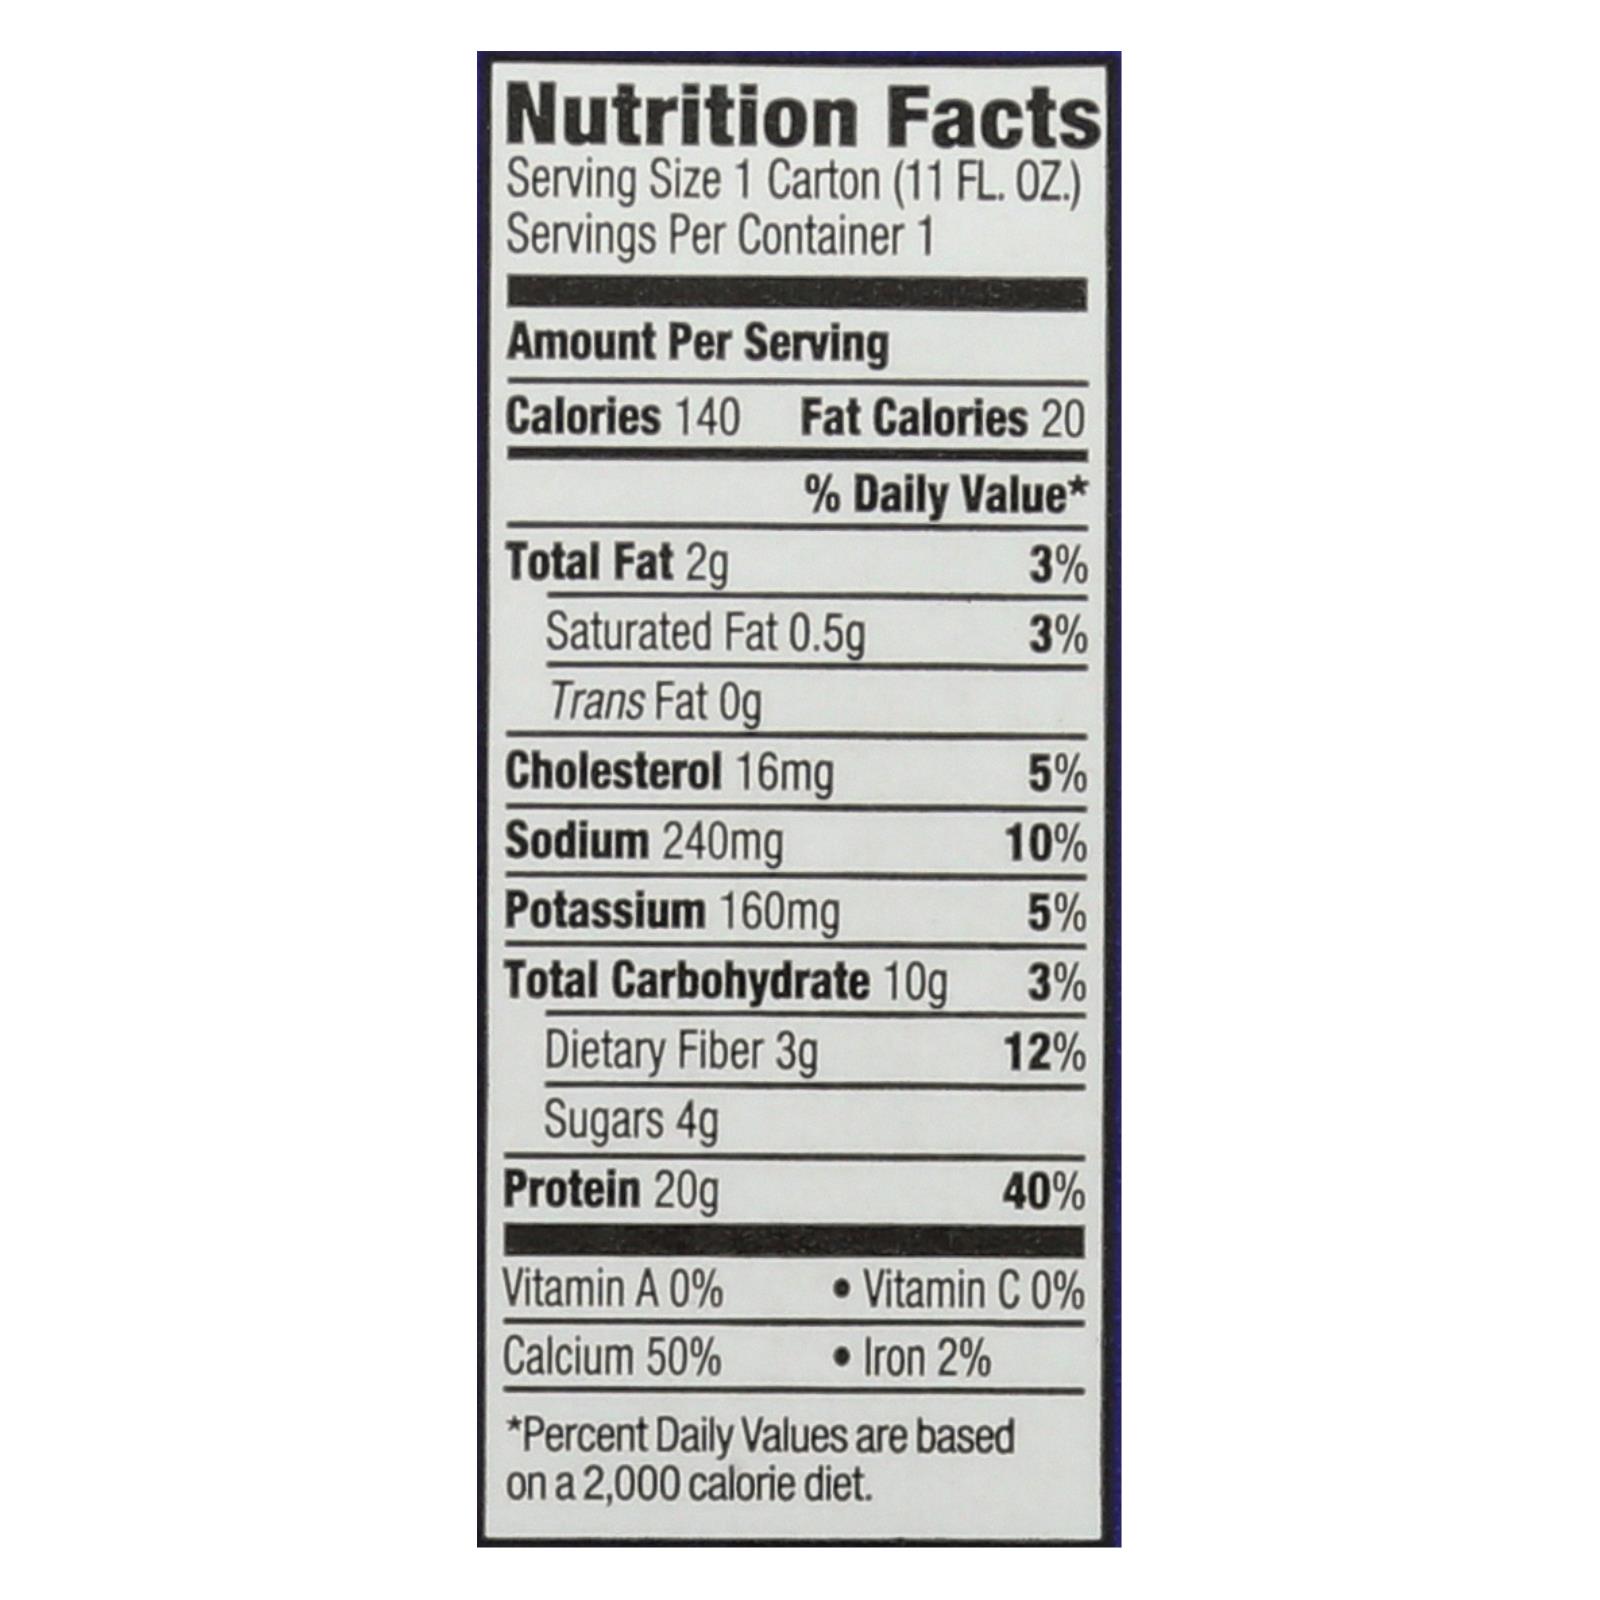 Nutrition Facts
Serving Size 1 Carton (11 FL. OZ.)
Servings Per Container 1
Amount Per Serving
Calories 140 Fat Calories 20
% Daily Value*
Total Fat 2g 3%
Saturated Fat 0.5g 3%
Trans Fat 0g
Cholesterol 16mg 5%
Sodium 240mg 10%
Potassium 160mg 5%
Total Carbohydrate 10g 3%
Dietary Fiber 3g 12%
Sugars 4g
Protein 20g 40%
Vitamin A 0% • Vitamin C 0%
Calcium 50% • Iron 2%
*Percent Daily Values are based
on a 2,000 calorie diet.